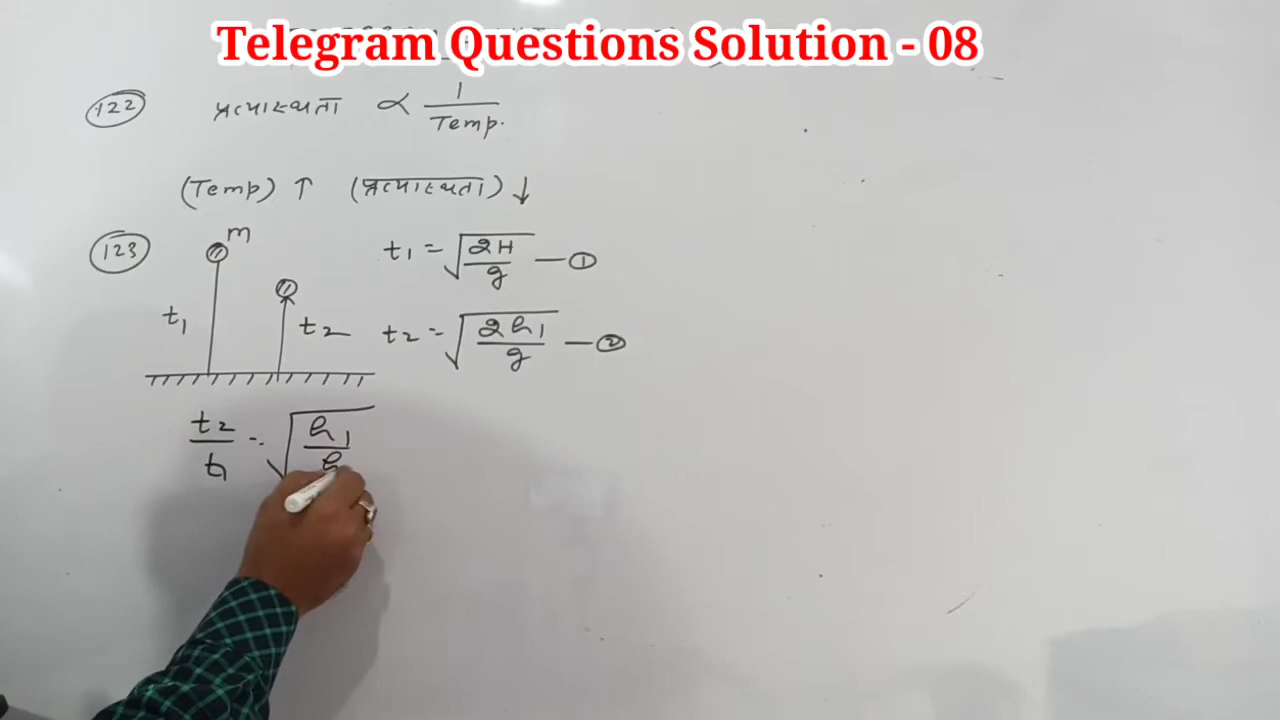 Telegram Questions Solution - 08
122 प्रत्यास्थता ∝ 1/Temp.
(Temp) ↑ (प्रत्यास्थता) ↓
123 m
t₁ t₂
t₁ = √(2H/g) — ①
t₂ = √(2h₁/g) — ②
t₂/t₁ = √(h₁/h